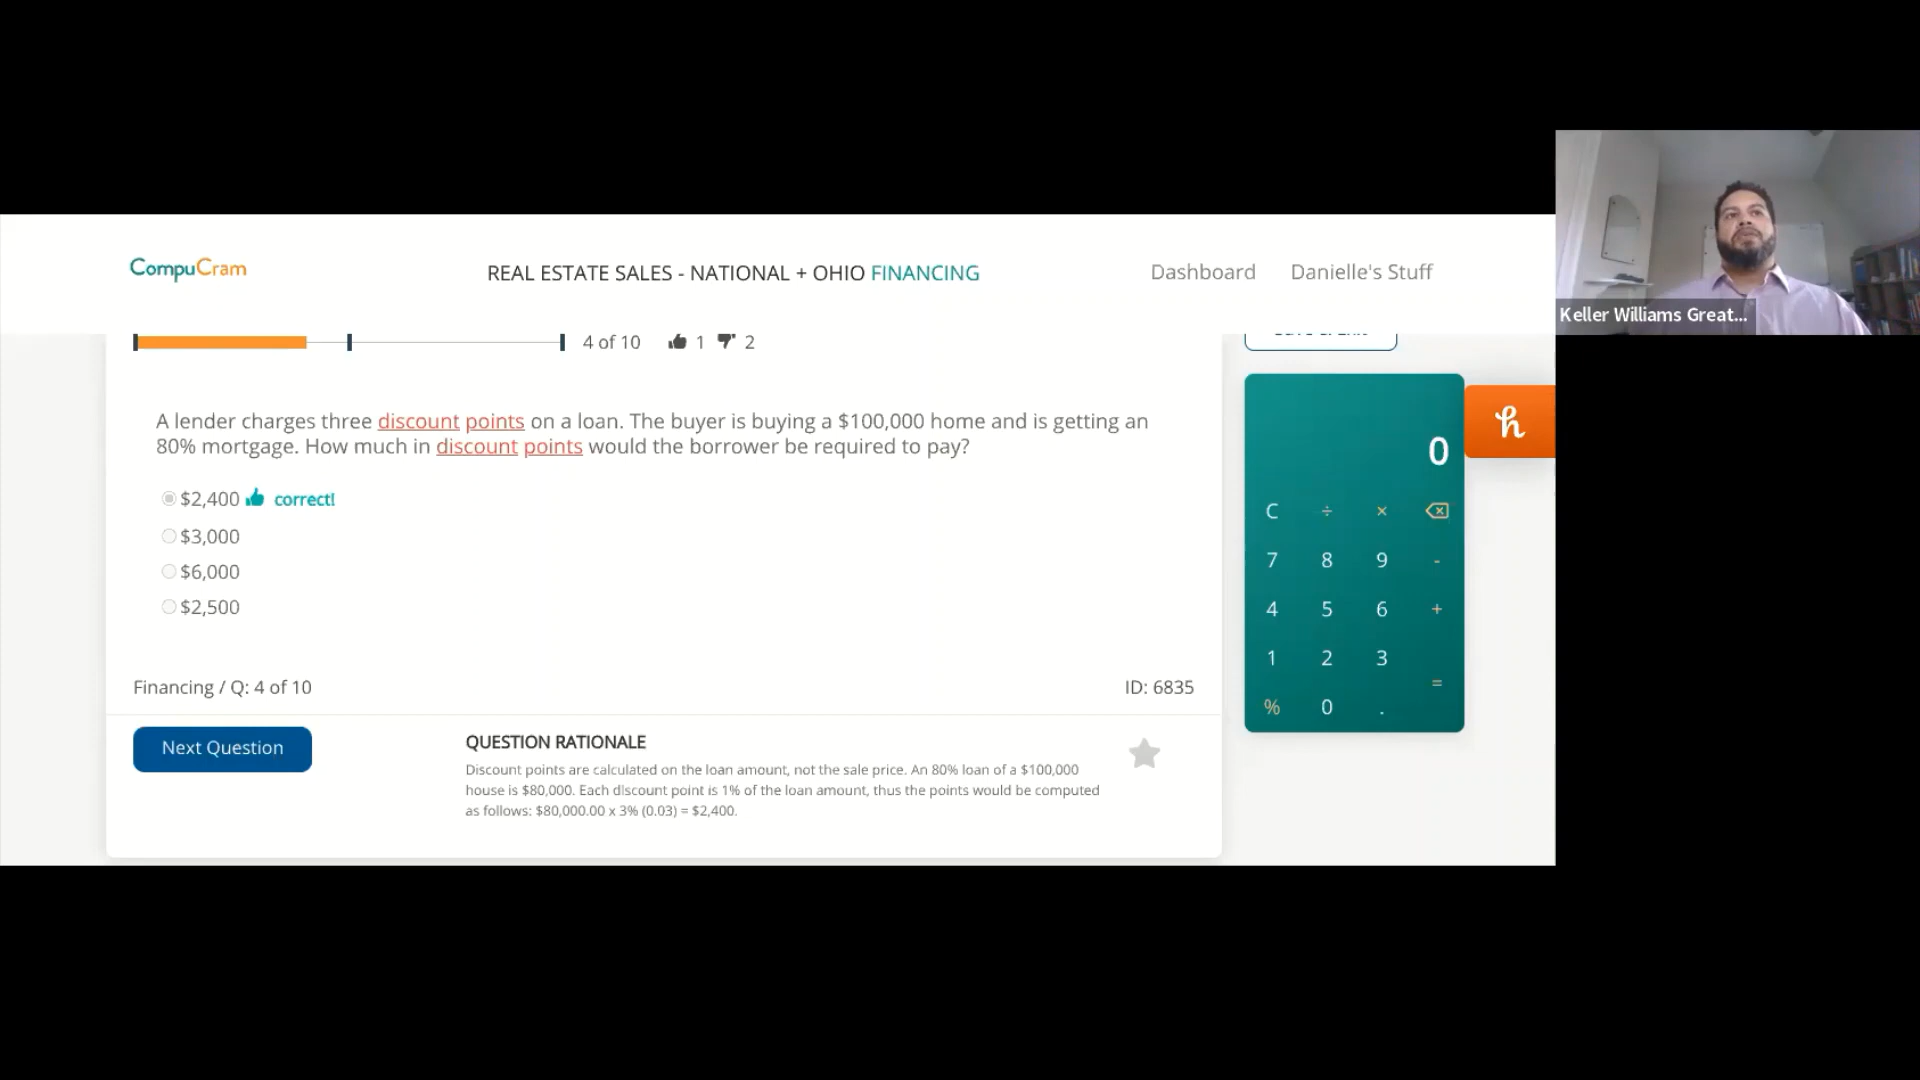 CompuCram
REAL ESTATE SALES - NATIONAL + OHIO FINANCING
Dashboard
Danielle's Stuff
Keller Williams Great...
4 of 10
1
2
A lender charges three discount points on a loan. The buyer is buying a $100,000 home and is getting an
80% mortgage. How much in discount points would the borrower be required to pay?
$2,400 correct!
$3,000
$6,000
$2,500
Financing / Q: 4 of 10
ID: 6835
Next Question
QUESTION RATIONALE
Discount points are calculated on the loan amount, not the sale price. An 80% loan of a $100,000
house is $80,000. Each discount point is 1% of the loan amount, thus the points would be computed
as follows: $80,000.00 x 3% (0.03) = $2,400.
0
C ÷ ×
7 8 9 -
4 5 6 +
1 2 3
=
% 0 .
h